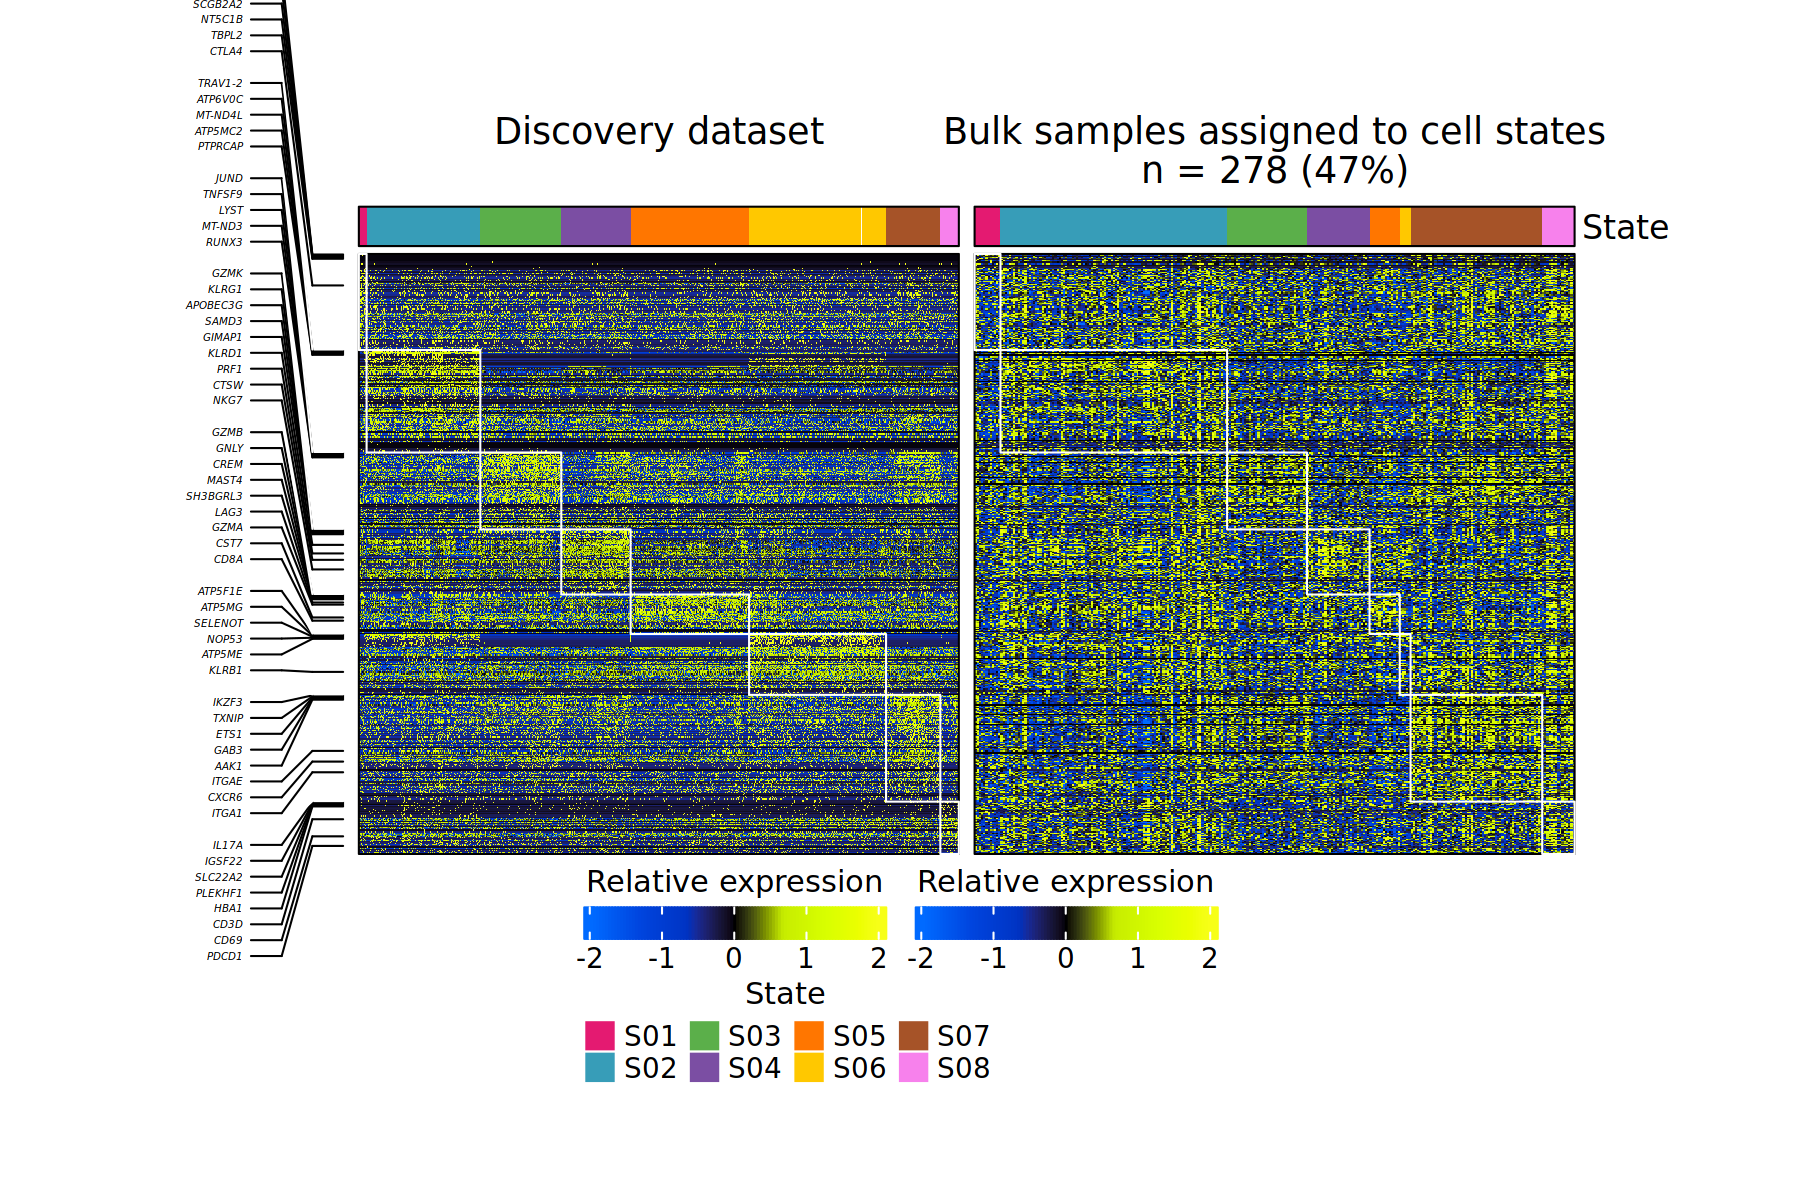 SCGB2A2
NT5C1B
TBPL2
CTLA4
TRAV1-2
ATP6V0C
MT-ND4L
ATP5MC2
PTPRCAP
JUND
TNFSF9
LYST
MT-ND3
RUNX3
GZMK
KLRG1
APOBEC3G
SAMD3
GIMAP1
KLRD1
PRF1
CTSW
NKG7
GZMB
GNLY
CREM
MAST4
SH3BGRL3
LAG3
GZMA
CST7
CD8A
ATP5F1E
ATP5MG
SELENOT
NOP53
ATP5ME
KLRB1
IKZF3
TXNIP
ETS1
GAB3
AAK1
ITGAE
CXCR6
ITGA1
IL17A
IGSF22
SLC22A2
PLEKHF1
HBA1
CD3D
CD69
PDCD1
Discovery dataset
Bulk samples assigned to cell states
n = 278 (47%)
State
Relative expression
-2 -1 0 1 2
Relative expression
-2 -1 0 1 2
State
S01 S03 S05 S07
S02 S04 S06 S08